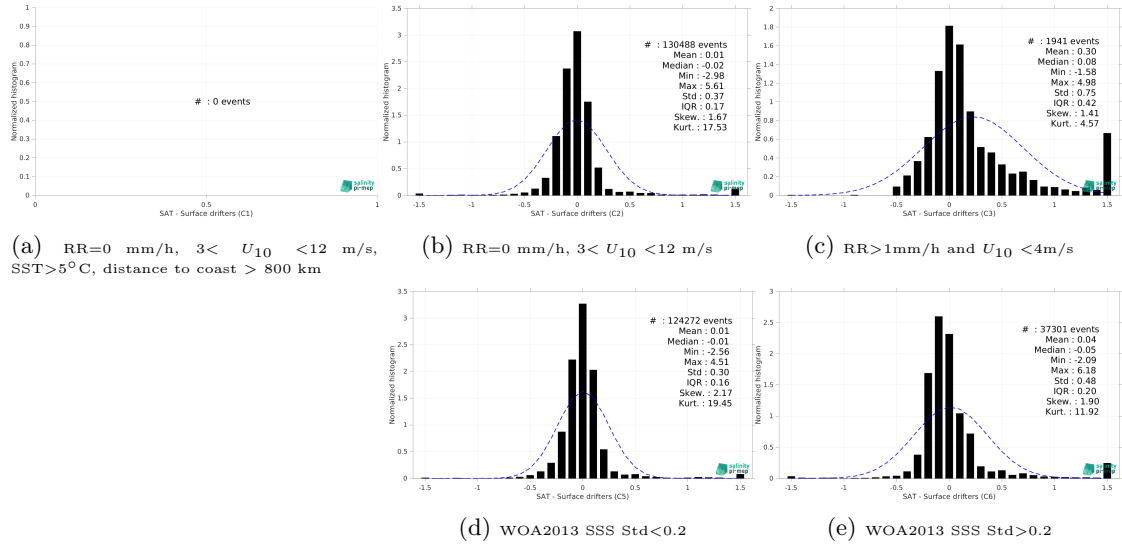 1
0.9
0.8
0.7
0.6
0.5
0.4
0.3
0.2
0.1
0
Normalized histogram
# : 0 events
0 0.5 1
SAT - Surface drifters (C1)
salinity
pi-mep
(a) RR=0 mm/h, 3< U10 <12 m/s,
SST>5°C, distance to coast > 800 km
3.5
3
2.5
2
1.5
1
0.5
0
Normalized histogram
# : 130488 events
Mean : 0.01
Median : -0.02
Min : -2.98
Max : 5.61
Std : 0.37
IQR : 0.17
Skew. : 1.67
Kurt. : 17.53
-1.5 -1 -0.5 0 0.5 1 1.5
SAT - Surface drifters (C2)
salinity
pi-mep
(b) RR=0 mm/h, 3< U10 <12 m/s
2
1.8
1.6
1.4
1.2
1
0.8
0.6
0.4
0.2
0
Normalized histogram
# : 1941 events
Mean : 0.30
Median : 0.08
Min : -1.58
Max : 4.98
Std : 0.75
IQR : 0.42
Skew. : 1.41
Kurt. : 4.57
-1.5 -1 -0.5 0 0.5 1 1.5
SAT - Surface drifters (C3)
salinity
pi-mep
(c) RR>1mm/h and U10 <4m/s
3.5
3
2.5
2
1.5
1
0.5
0
Normalized histogram
# : 124272 events
Mean : 0.01
Median : -0.01
Min : -2.56
Max : 4.51
Std : 0.30
IQR : 0.16
Skew. : 2.17
Kurt. : 19.45
-1.5 -1 -0.5 0 0.5 1 1.5
SAT - Surface drifters (C5)
salinity
pi-mep
(d) WOA2013 SSS Std<0.2
3
2.5
2
1.5
1
0.5
0
Normalized histogram
# : 37301 events
Mean : 0.04
Median : -0.05
Min : -2.09
Max : 6.18
Std : 0.48
IQR : 0.20
Skew. : 1.90
Kurt. : 11.92
-1.5 -1 -0.5 0 0.5 1 1.5
SAT - Surface drifters (C6)
salinity
pi-mep
(e) WOA2013 SSS Std>0.2